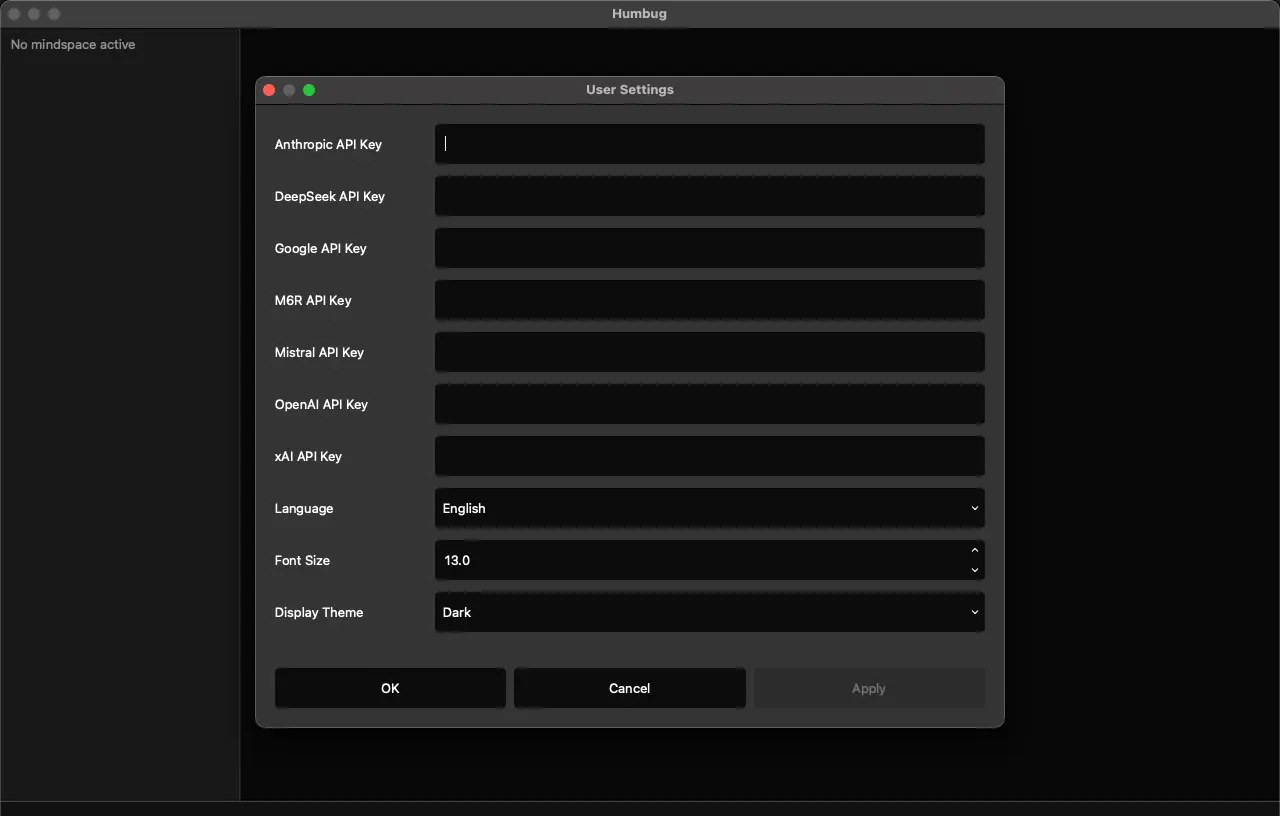 Humbug
No mindspace active
User Settings
Anthropic API Key
DeepSeek API Key
Google API Key
M6R API Key
Mistral API Key
OpenAI API Key
xAI API Key
Language English
Font Size 13.0
Display Theme Dark
OK Cancel Apply